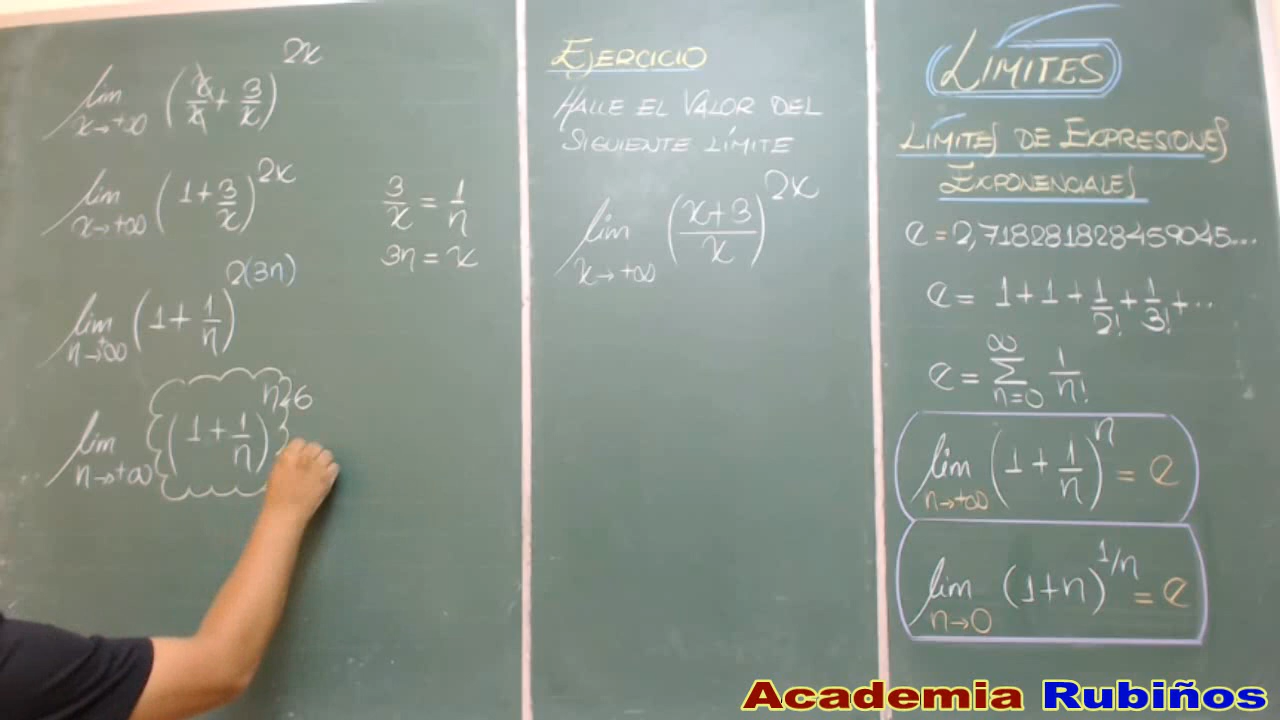 lim x→+∞ (x/x + 3/x)^2x
lim x→+∞ (1+3/x)^2x
3/x = 1/n
3n = x
lim n→+∞ (1+1/n)^2(3n)
lim n→+∞ (1+1/n)^n·6
EJERCICIO
HALLE EL VALOR DEL
SIGUIENTE LÍMITE
lim x→+∞ (x+3/x)^2x
LÍMITES
LÍMITES DE EXPRESIONES
EXPONENCIALES
e = 2,718281828459045...
e = 1+1+1/2!+1/3!+...
e = ∞Σn=0 1/n!
lim n→+∞ (1+1/n)^n = e
lim n→0 (1+n)^1/n = e
Academia Rubiños